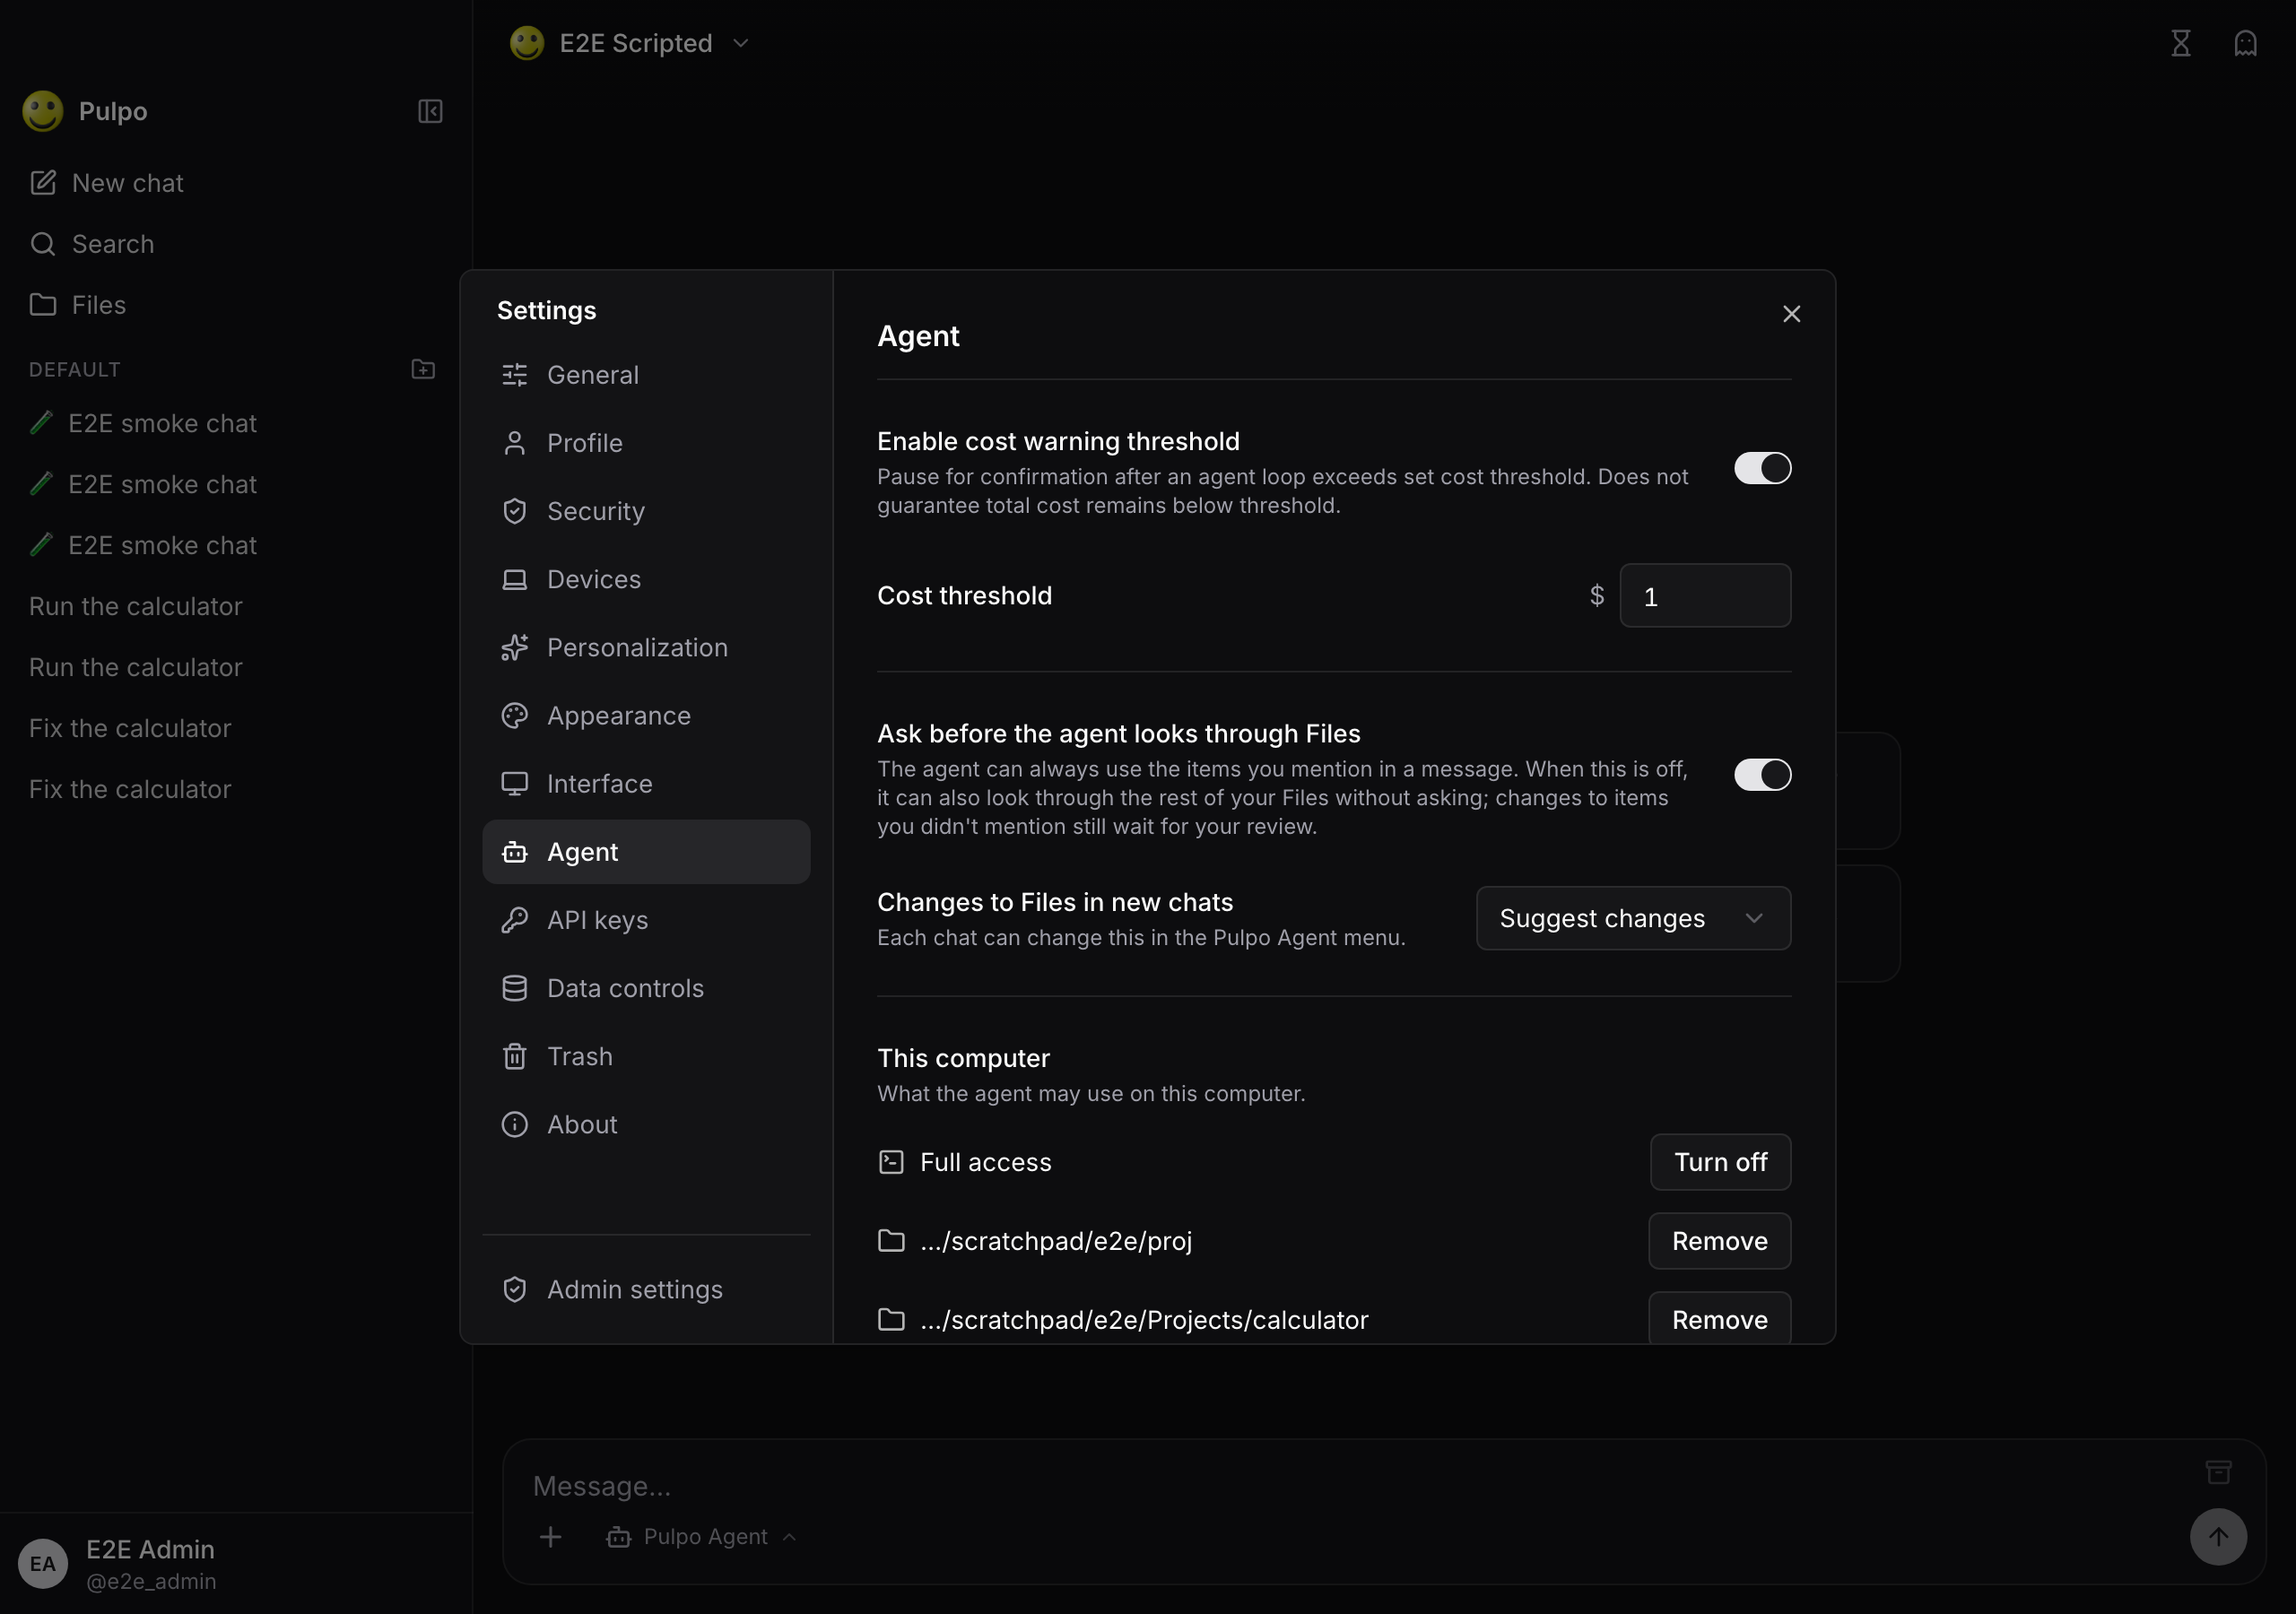 E2E Scripted
Pulpo
New chat
Search
Files
DEFAULT
E2E smoke chat
E2E smoke chat
E2E smoke chat
Run the calculator
Run the calculator
Fix the calculator
Fix the calculator
EA
E2E Admin
@e2e_admin
Settings
General
Profile
Security
Devices
Personalization
Appearance
Interface
Agent
API keys
Data controls
Trash
About
Admin settings
Agent
Enable cost warning threshold
Pause for confirmation after an agent loop exceeds set cost threshold. Does not
guarantee total cost remains below threshold.
Cost threshold
$ 1
Ask before the agent looks through Files
The agent can always use the items you mention in a message. When this is off,
it can also look through the rest of your Files without asking; changes to items
you didn't mention still wait for your review.
Changes to Files in new chats
Each chat can change this in the Pulpo Agent menu.
Suggest changes
This computer
What the agent may use on this computer.
Full access
Turn off
.../scratchpad/e2e/proj
Remove
.../scratchpad/e2e/Projects/calculator
Remove
Message...
Pulpo Agent